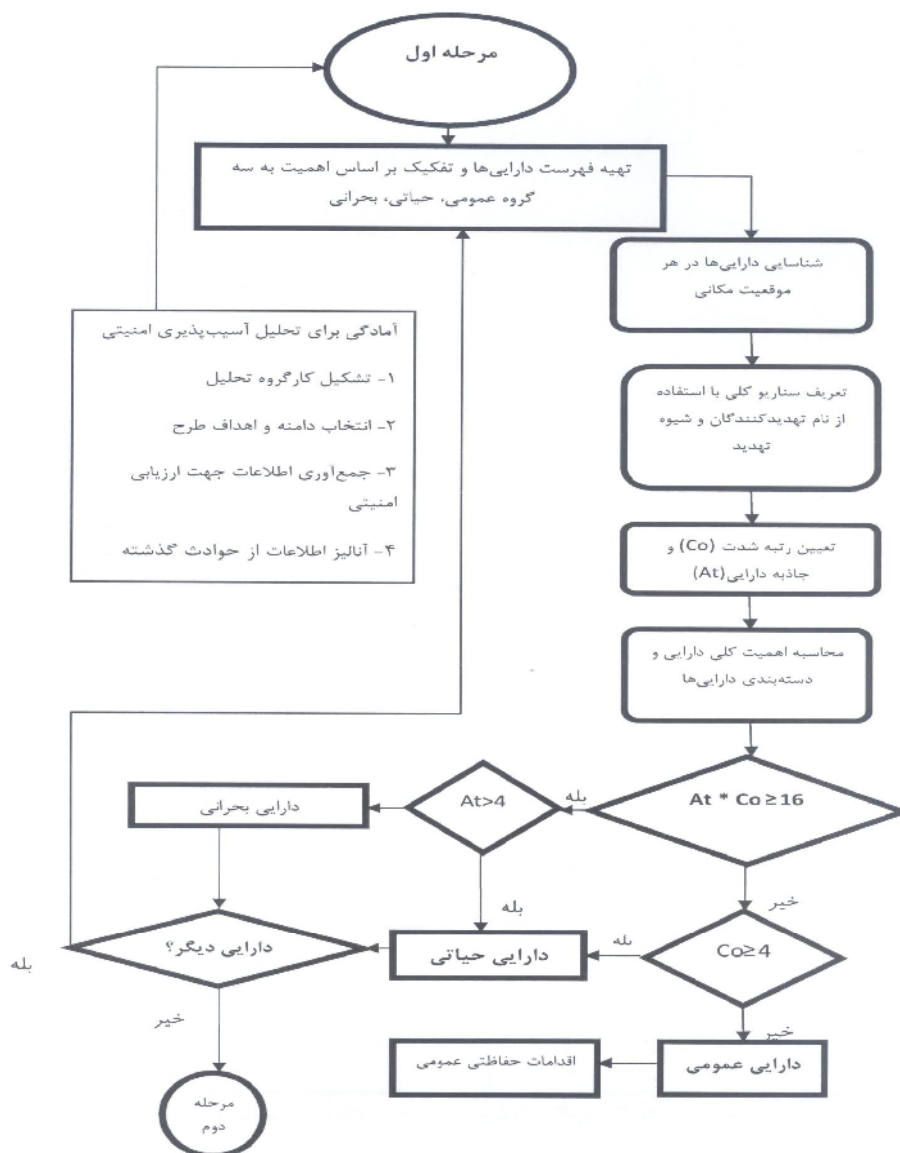 مرحله اول
تهیه فهرست دارایی‌ها و تفکیک بر اساس اهمیت به سه
گروه عمومی، حیاتی، بحرانی
شناسایی دارایی‌ها در هر
موقعیت مکانی
آمادگی برای تحلیل آسیب‌پذیری امنیتی
۱- تشکیل کارگروه تحلیل
۲- انتخاب دامنه و اهداف طرح
۳- جمع‌آوری اطلاعات جهت ارزیابی
امنیتی
۴- آنالیز اطلاعات از حوادث گذشته
تعریف سناریو کلی با استفاده
از نام تهدیدکنندگان و شیوه
تهدید
تعیین رتبه شدت (Co) و
جاذبه دارایی(At)
محاسبه اهمیت کلی دارایی و
دسته‌بندی دارایی‌ها
At * Co ≥16
بله
At>4
دارایی بحرانی
خیر
بله
Co≥4
بله
دارایی حیاتی
دارایی دیگر؟
بله
خیر
خیر
دارایی عمومی
اقدامات حفاظتی عمومی
مرحله
دوم